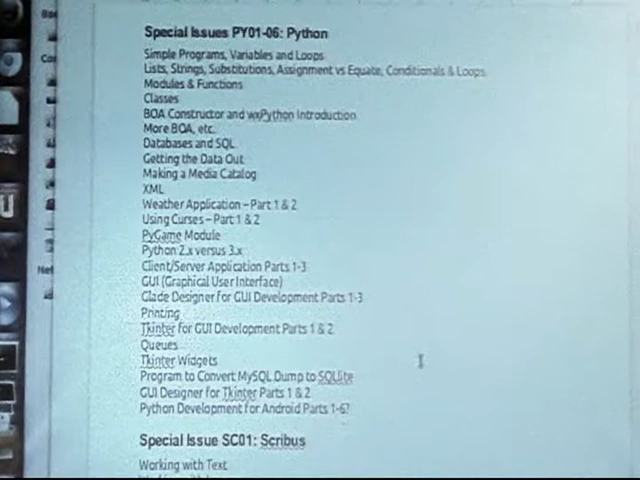 Special Issues PY01-06: Python
Simple Programs, Variables and Loops
Lists, Strings, Substitutions, Assignment vs Equate, Conditionals & Loops
Modules & Functions
Classes
BOA Constructor and wxPython Introduction
More BOA, etc.
Databases and SQL
Getting the Data Out
Making a Media Catalog
XML
Weather Application – Part 1 & 2
Using Curses – Part 1 & 2
PyGame Module
Python 2.x versus 3.x
Client/Server Application Parts 1-3
GUI (Graphical User Interface)
Glade Designer for GUI Development Parts 1-3
Printing
Tkinter for GUI Development Parts 1 & 2
Queues
Tkinter Widgets
Program to Convert MySQL Dump to SQLite
GUI Designer for Tkinter Parts 1 & 2
Python Development for Android Parts 1-6?
Special Issue SC01: Scribus
Working with Text